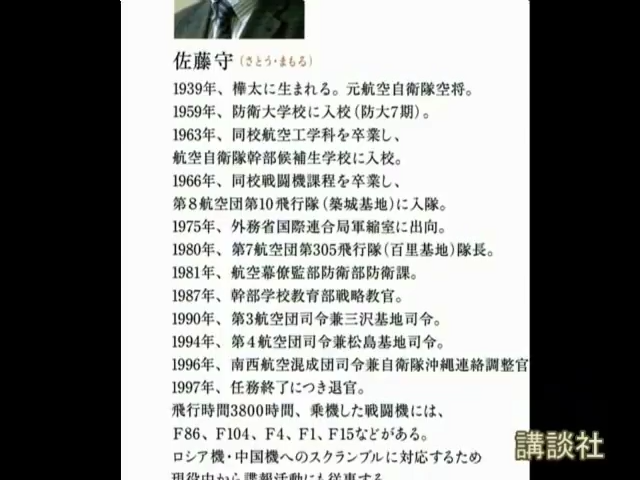 佐藤守（さとう・まもる）
1939年、樺太に生まれる。元航空自衛隊空将。
1959年、防衛大学校に入校（防大7期）。
1963年、同校航空工学科を卒業し、
航空自衛隊幹部候補生学校に入校。
1966年、同校戦闘機課程を卒業し、
第8航空団第10飛行隊（築城基地）に入隊。
1975年、外務省国際連合局軍縮室に出向。
1980年、第7航空団第305飛行隊（百里基地）隊長。
1981年、航空幕僚監部防衛部防衛課。
1987年、幹部学校教育部戦略教官。
1990年、第3航空団司令兼三沢基地司令。
1994年、第4航空団司令兼松島基地司令。
1996年、南西航空混成団司令兼自衛隊沖縄連絡調整官
1997年、任務終了につき退官。
飛行時間3800時間、乗機した戦闘機には、
F86、F104、F4、F1、F15などがある。
ロシア機・中国機へのスクランブルに対応するため
現役中から諜報活動にも従事する
講談社